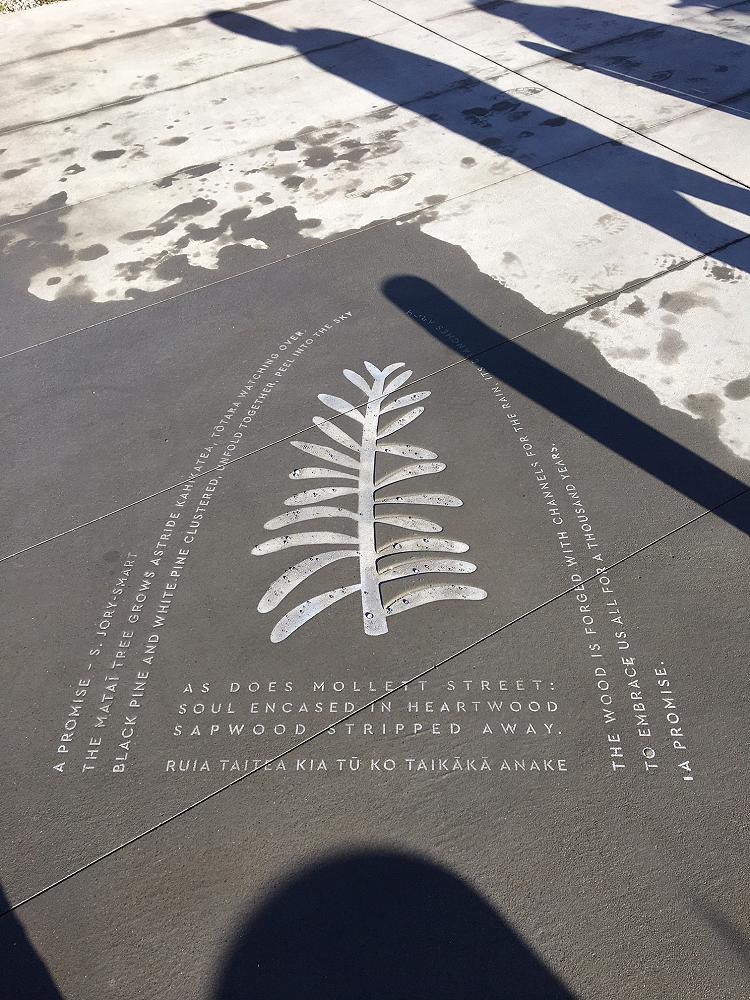 A PROMISE - S. JORY-SMART
THE MATAĪ TREE GROWS ASTRIDE KAHIKATEA, TŌTARA WATCHING OVER.
BLACK PINE AND WHITE PINE CLUSTERED, UNFOLD TOGETHER, PEEL INTO THE SKY
AS DOES MOLLETT STREET:
SOUL ENCASED IN HEARTWOOD
SAPWOOD STRIPPED AWAY.
RUIA TAITEA KIA TŪ KO TAIKĀKĀ ANAKE
THE WOOD IS FORGED WITH CHANNELS FOR THE RAIN, ITS BRANCHES ARCH
TO EMBRACE US ALL FOR A THOUSAND YEARS,
A PROMISE.